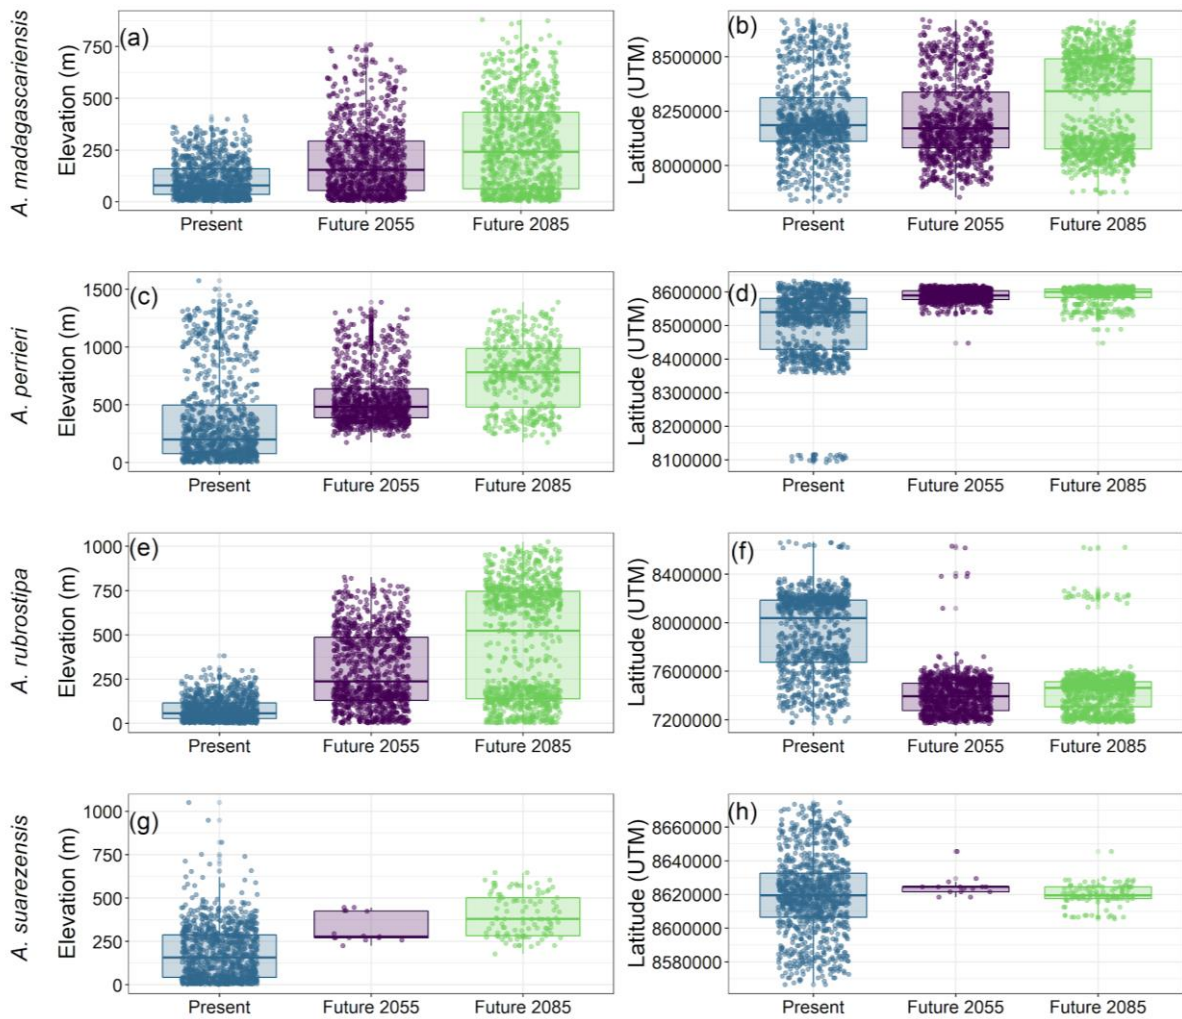 A. madagascariensis
Elevation (m)
(a)
750
500
250
0
Present
Future 2055
Future 2085
Latitude (UTM)
(b)
8500000
8250000
8000000
Present
Future 2055
Future 2085
A. perrieri
Elevation (m)
(c)
1500
1000
500
0
Present
Future 2055
Future 2085
Latitude (UTM)
(d)
8600000
8500000
8400000
8300000
8200000
8100000
Present
Future 2055
Future 2085
A. rubrostipa
Elevation (m)
(e)
1000
750
500
250
0
Present
Future 2055
Future 2085
Latitude (UTM)
(f)
8400000
8000000
7600000
7200000
Present
Future 2055
Future 2085
A. suarezensis
Elevation (m)
(g)
1000
750
500
250
0
Present
Future 2055
Future 2085
Latitude (UTM)
(h)
8660000
8640000
8620000
8600000
8580000
Present
Future 2055
Future 2085